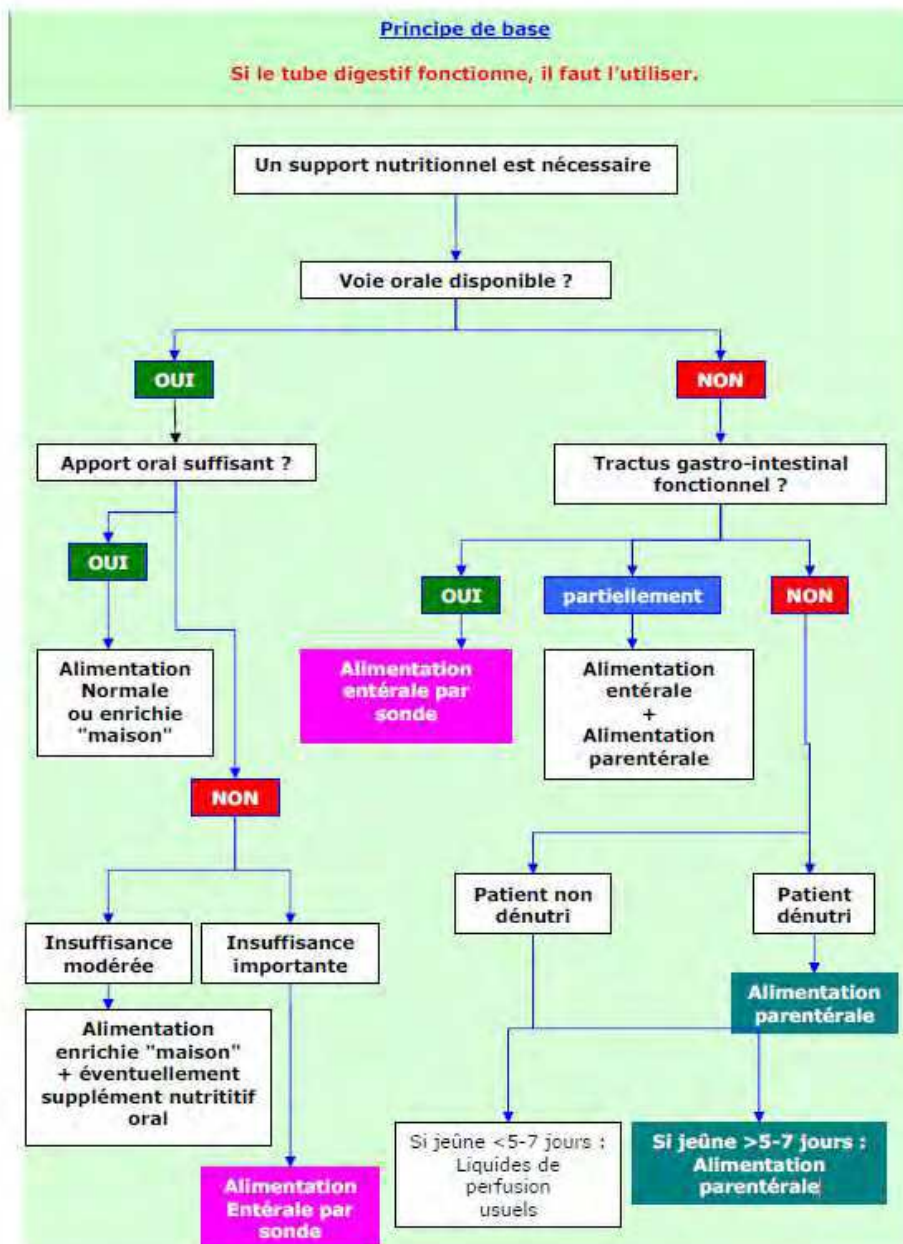 Principe de base
Si le tube digestif fonctionne, il faut l'utiliser.
Un support nutritionnel est nécessaire
Voie orale disponible ?
OUI
NON
Apport oral suffisant ?
Tractus gastro-intestinal
fonctionnel ?
OUI
OUI
partiellement
NON
Alimentation
Normale
ou enrichie
"maison"
Alimentation
entérale par
sonde
Alimentation
entérale
+
Alimentation
parentérale
NON
Patient non
dénutri
Patient
dénutri
Insuffisance
modérée
Insuffisance
importante
Alimentation
parentérale
Alimentation
enrichie "maison"
+ éventuellement
supplément nutrititif
oral
Si jeûne <5-7 jours :
Liquides de
perfusion
usuels
Si jeûne >5-7 jours :
Alimentation
parentérale
Alimentation
Entérale par
sonde